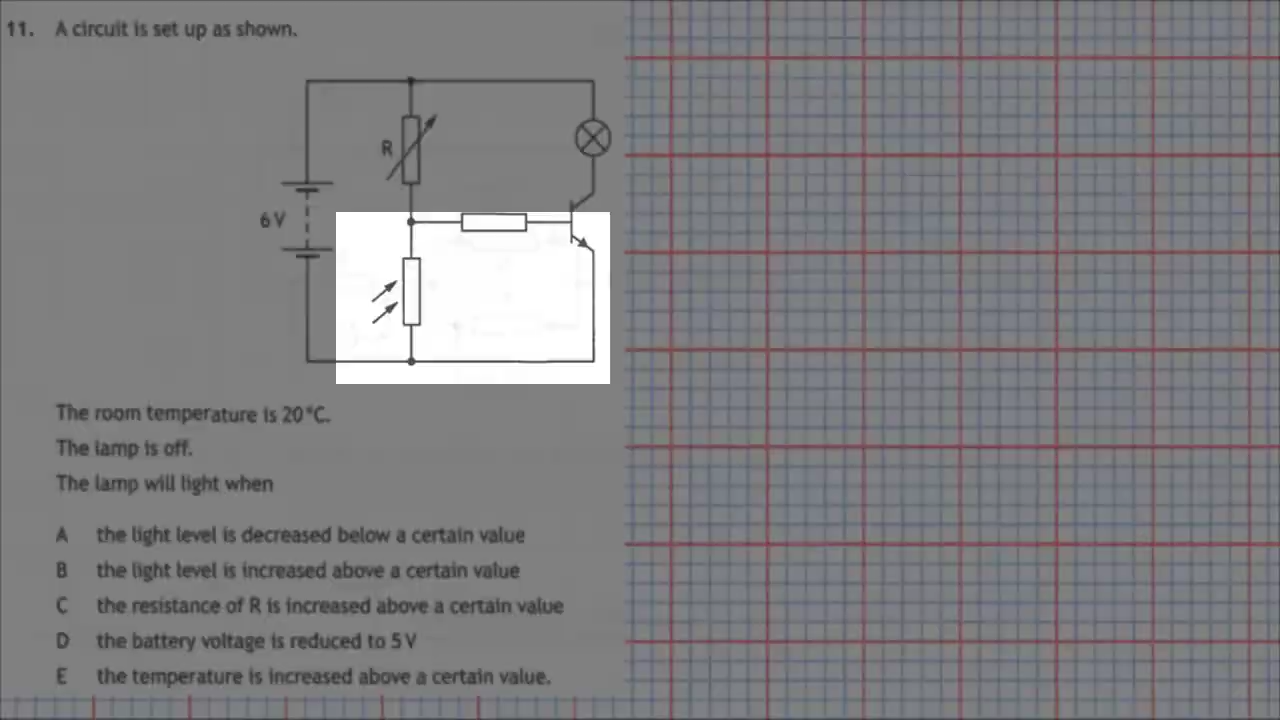 11. A circuit is set up as shown.
R
6 V
The room temperature is 20 °C.
The lamp is off.
The lamp will light when
A the light level is decreased below a certain value
B the light level is increased above a certain value
C the resistance of R is increased above a certain value
D the battery voltage is reduced to 5 V
E the temperature is increased above a certain value.